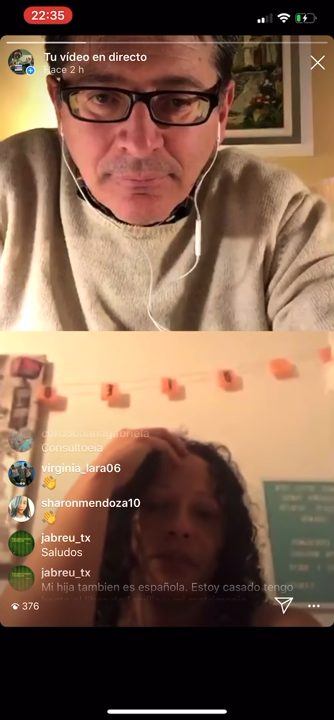 22:35
Tu vídeo en directo
Hace 2 h
Consultoeia
virginia_lara06
👋
sharonmendoza10
👋
jabreu_tx
Saludos
jabreu_tx
Mi hija tambien es española. Estoy casado tengo
376